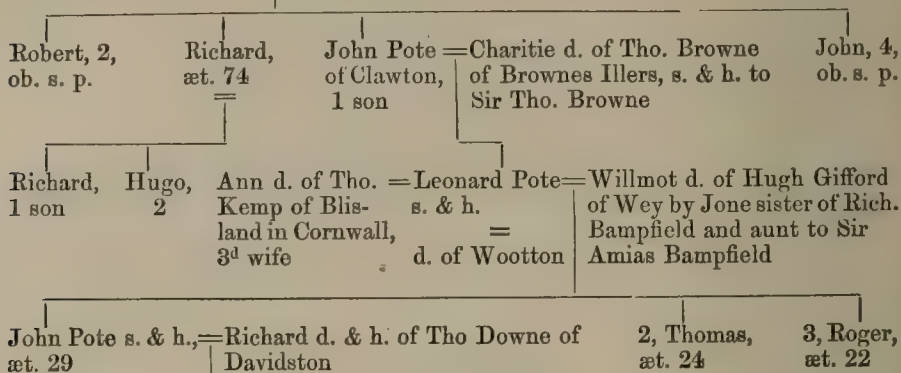 Robert, 2,
ob. s. p.
Richard,
æt. 74
=
John Pote
of Clawton,
1 son
=
Charitie d. of Tho. Browne
of Brownes Illers, s. & h. to
Sir Tho. Browne
John, 4,
ob. s. p.
Richard,
1 son
Hugo,
2
Ann d. of Tho.
Kemp of Blis-
land in Cornwall,
3d wife
=
Leonard Pote
s. & h.
=
d. of Wootton
=
Willmot d. of Hugh Gifford
of Wey by Jone sister of Rich.
Bampfield and aunt to Sir
Amias Bampfield
John Pote s. & h.,
æt. 29
=
Richard d. & h. of Tho Downe of
Davidston
2, Thomas,
æt. 24
3, Roger,
æt. 22